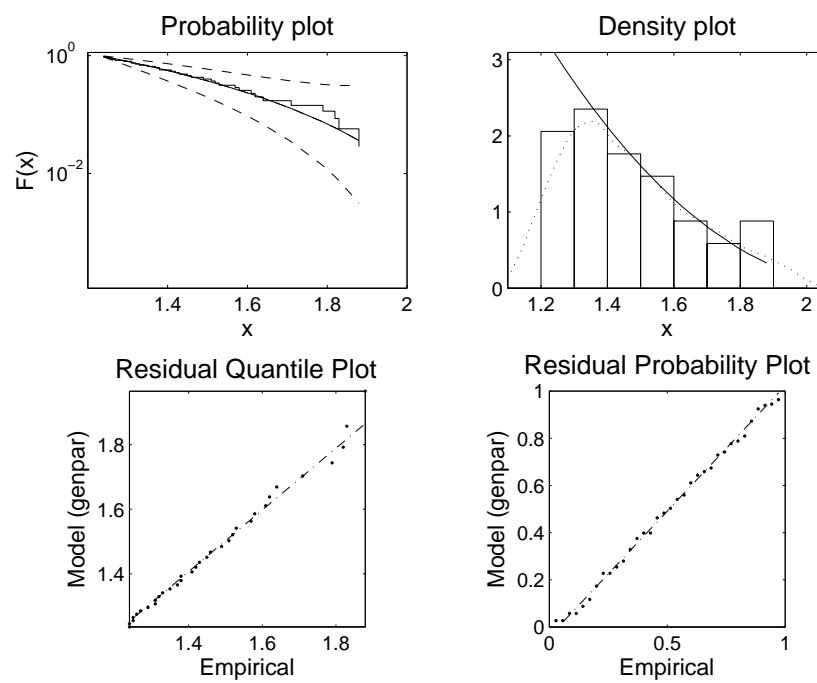 Probability plot
10^0
10^-2
F(x)
1.4 1.6 1.8 2
x
Density plot
3
2
1
0
1.2 1.4 1.6 1.8 2
x
Residual Quantile Plot
1.8
1.6
1.4
Model (genpar)
1.4 1.6 1.8
Empirical
Residual Probability Plot
1
0.8
0.6
0.4
0.2
0
Model (genpar)
0 0.5 1
Empirical